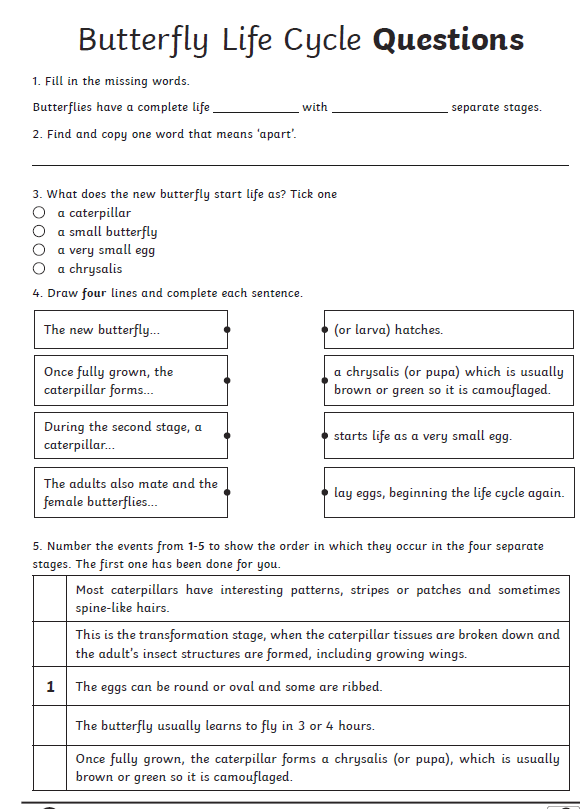 Butterfly Life Cycle Questions
1. Fill in the missing words.
Butterflies have a complete life ____________ with ________________ separate stages.
2. Find and copy one word that means ‘apart’.
3. What does the new butterfly start life as? Tick one
a caterpillar
a small butterfly
a very small egg
a chrysalis
4. Draw four lines and complete each sentence.
The new butterfly...
(or larva) hatches.
Once fully grown, the
caterpillar forms...
a chrysalis (or pupa) which is usually
brown or green so it is camouflaged.
During the second stage, a
caterpillar...
starts life as a very small egg.
The adults also mate and the
female butterflies...
lay eggs, beginning the life cycle again.
5. Number the events from 1-5 to show the order in which they occur in the four separate
stages. The first one has been done for you.
Most caterpillars have interesting patterns, stripes or patches and sometimes
spine-like hairs.
This is the transformation stage, when the caterpillar tissues are broken down and
the adult’s insect structures are formed, including growing wings.
1 The eggs can be round or oval and some are ribbed.
The butterfly usually learns to fly in 3 or 4 hours.
Once fully grown, the caterpillar forms a chrysalis (or pupa), which is usually
brown or green so it is camouflaged.